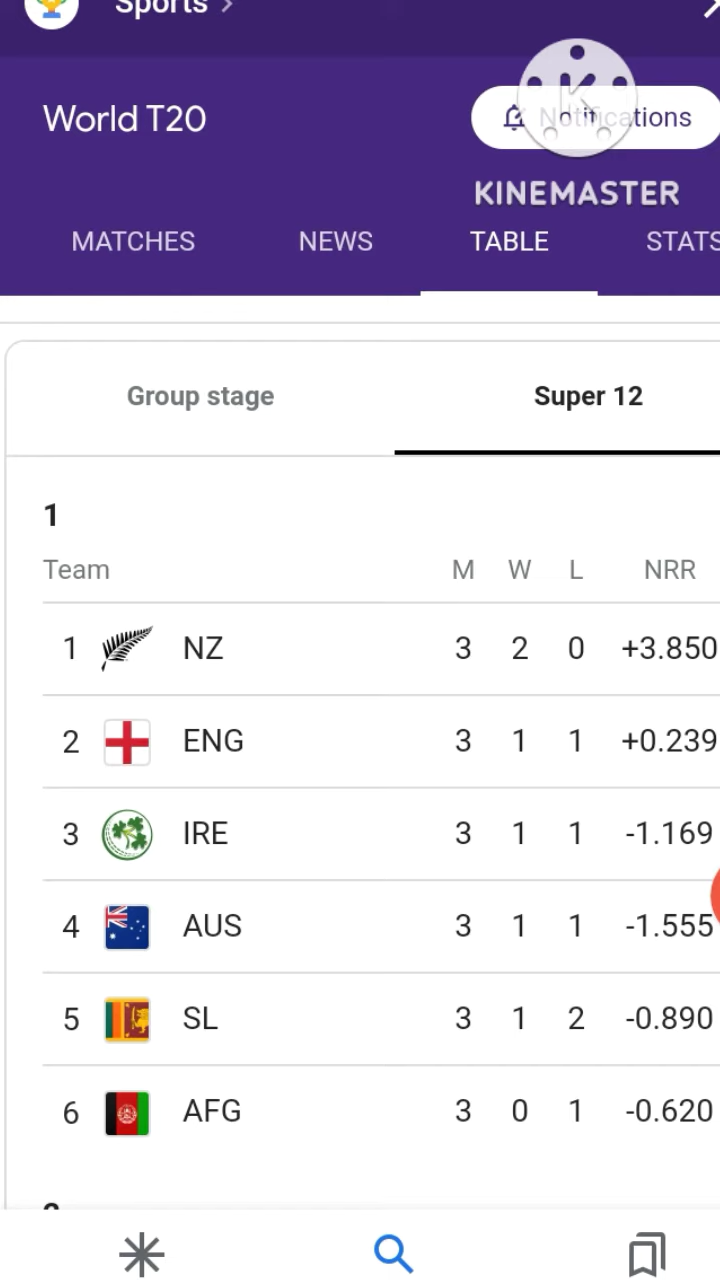 Sports >
World T20
Notifications
KINEMASTER
MATCHES NEWS TABLE STATS
Group stage Super 12
1
Team M W L NRR
1 NZ 3 2 0 +3.850
2 ENG 3 1 1 +0.239
3 IRE 3 1 1 -1.169
4 AUS 3 1 1 -1.555
5 SL 3 1 2 -0.890
6 AFG 3 0 1 -0.620